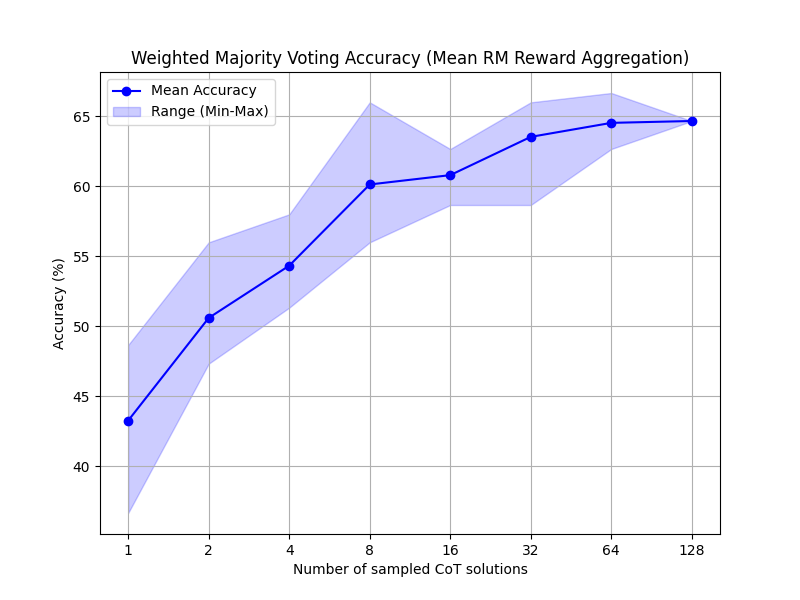 Weighted Majority Voting Accuracy (Mean RM Reward Aggregation)
Mean Accuracy
Range (Min-Max)
Accuracy (%)
65
60
55
50
45
40
1 2 4 8 16 32 64 128
Number of sampled CoT solutions